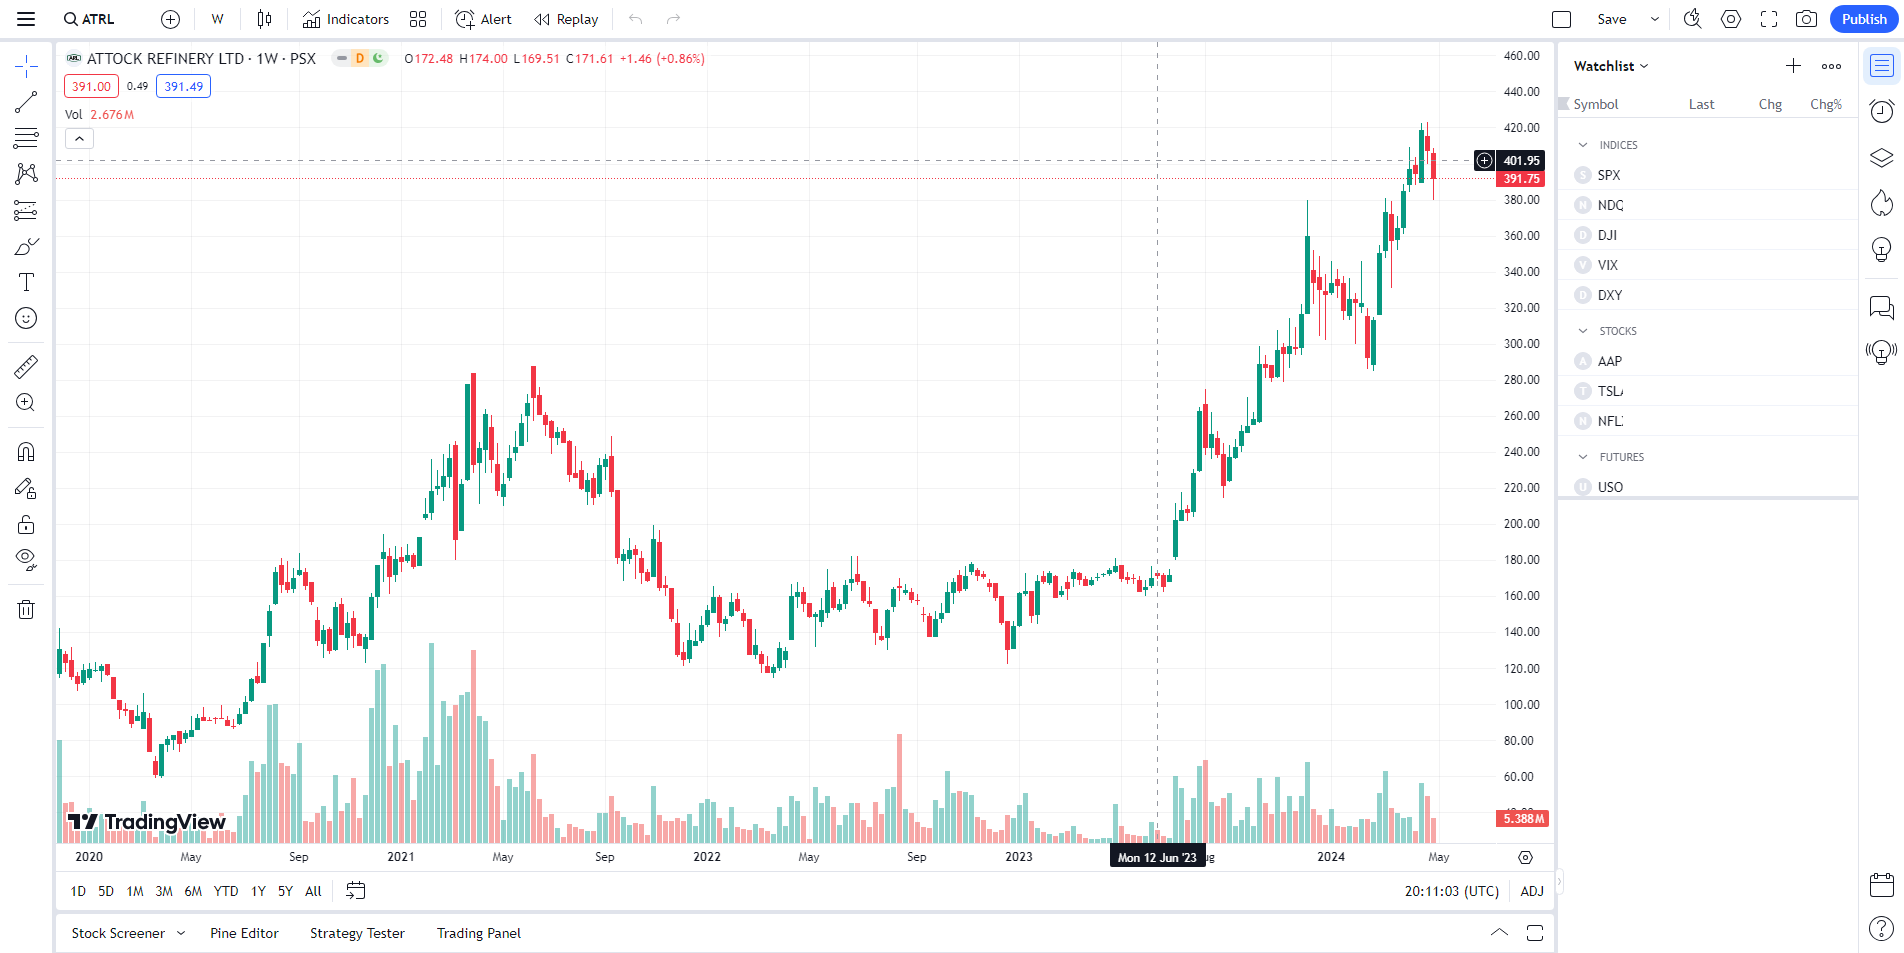 ATRL W Indicators Alert Replay Save Publish
ATTOCK REFINERY LTD · 1W · PSX D O172.48 H174.00 L169.51 C171.61 +1.46 (+0.86%)
391.00 0.49 391.49
Vol 2.676M
460.00
440.00
420.00
401.95
391.75
380.00
360.00
340.00
320.00
300.00
280.00
260.00
240.00
220.00
200.00
180.00
160.00
140.00
120.00
100.00
80.00
60.00
5.388M
TradingView
2020 May Sep 2021 May Sep 2022 May Sep 2023 Mon 12 Jun '23 ug 2024 May
1D 5D 1M 3M 6M YTD 1Y 5Y All 20:11:03 (UTC) ADJ
Stock Screener Pine Editor Strategy Tester Trading Panel
Watchlist
Symbol Last Chg Chg%
INDICES
S SPX
N NDQ
D DJI
V VIX
D DXY
STOCKS
A AAP
T TSL
N NFL
FUTURES
U USO